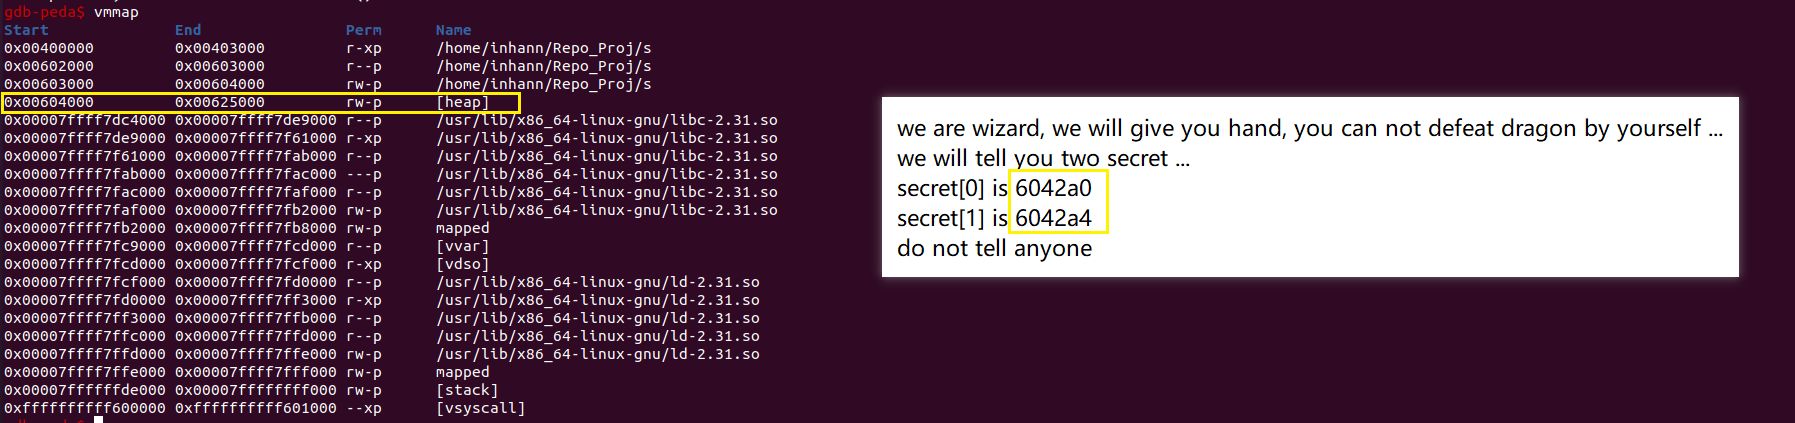 gdb-peda$ vmmap
Start End Perm Name
0x00400000 0x00403000 r-xp /home/inhann/Repo_Proj/s
0x00602000 0x00603000 r--p /home/inhann/Repo_Proj/s
0x00603000 0x00604000 rw-p /home/inhann/Repo_Proj/s
0x00604000 0x00625000 rw-p [heap]
0x00007ffff7dc4000 0x00007ffff7de9000 r--p /usr/lib/x86_64-linux-gnu/libc-2.31.so
0x00007ffff7de9000 0x00007ffff7f61000 r-xp /usr/lib/x86_64-linux-gnu/libc-2.31.so
0x00007ffff7f61000 0x00007ffff7fab000 r--p /usr/lib/x86_64-linux-gnu/libc-2.31.so
0x00007ffff7fab000 0x00007ffff7fac000 ---p /usr/lib/x86_64-linux-gnu/libc-2.31.so
0x00007ffff7fac000 0x00007ffff7faf000 r--p /usr/lib/x86_64-linux-gnu/libc-2.31.so
0x00007ffff7faf000 0x00007ffff7fb2000 rw-p /usr/lib/x86_64-linux-gnu/libc-2.31.so
0x00007ffff7fb2000 0x00007ffff7fb8000 rw-p mapped
0x00007ffff7fc9000 0x00007ffff7fcd000 r--p [vvar]
0x00007ffff7fcd000 0x00007ffff7fcf000 r-xp [vdso]
0x00007ffff7fcf000 0x00007ffff7fd0000 r--p /usr/lib/x86_64-linux-gnu/ld-2.31.so
0x00007ffff7fd0000 0x00007ffff7ff3000 r-xp /usr/lib/x86_64-linux-gnu/ld-2.31.so
0x00007ffff7ff3000 0x00007ffff7ffb000 r--p /usr/lib/x86_64-linux-gnu/ld-2.31.so
0x00007ffff7ffc000 0x00007ffff7ffd000 r--p /usr/lib/x86_64-linux-gnu/ld-2.31.so
0x00007ffff7ffd000 0x00007ffff7ffe000 rw-p /usr/lib/x86_64-linux-gnu/ld-2.31.so
0x00007ffff7ffe000 0x00007ffff7fff000 rw-p mapped
0x00007ffffffde000 0x00007ffffffff000 rw-p [stack]
0xffffffffff600000 0xffffffffff601000 --xp [vsyscall]
we are wizard, we will give you hand, you can not defeat dragon by yourself ...
we will tell you two secret ...
secret[0] is 6042a0
secret[1] is 6042a4
do not tell anyone